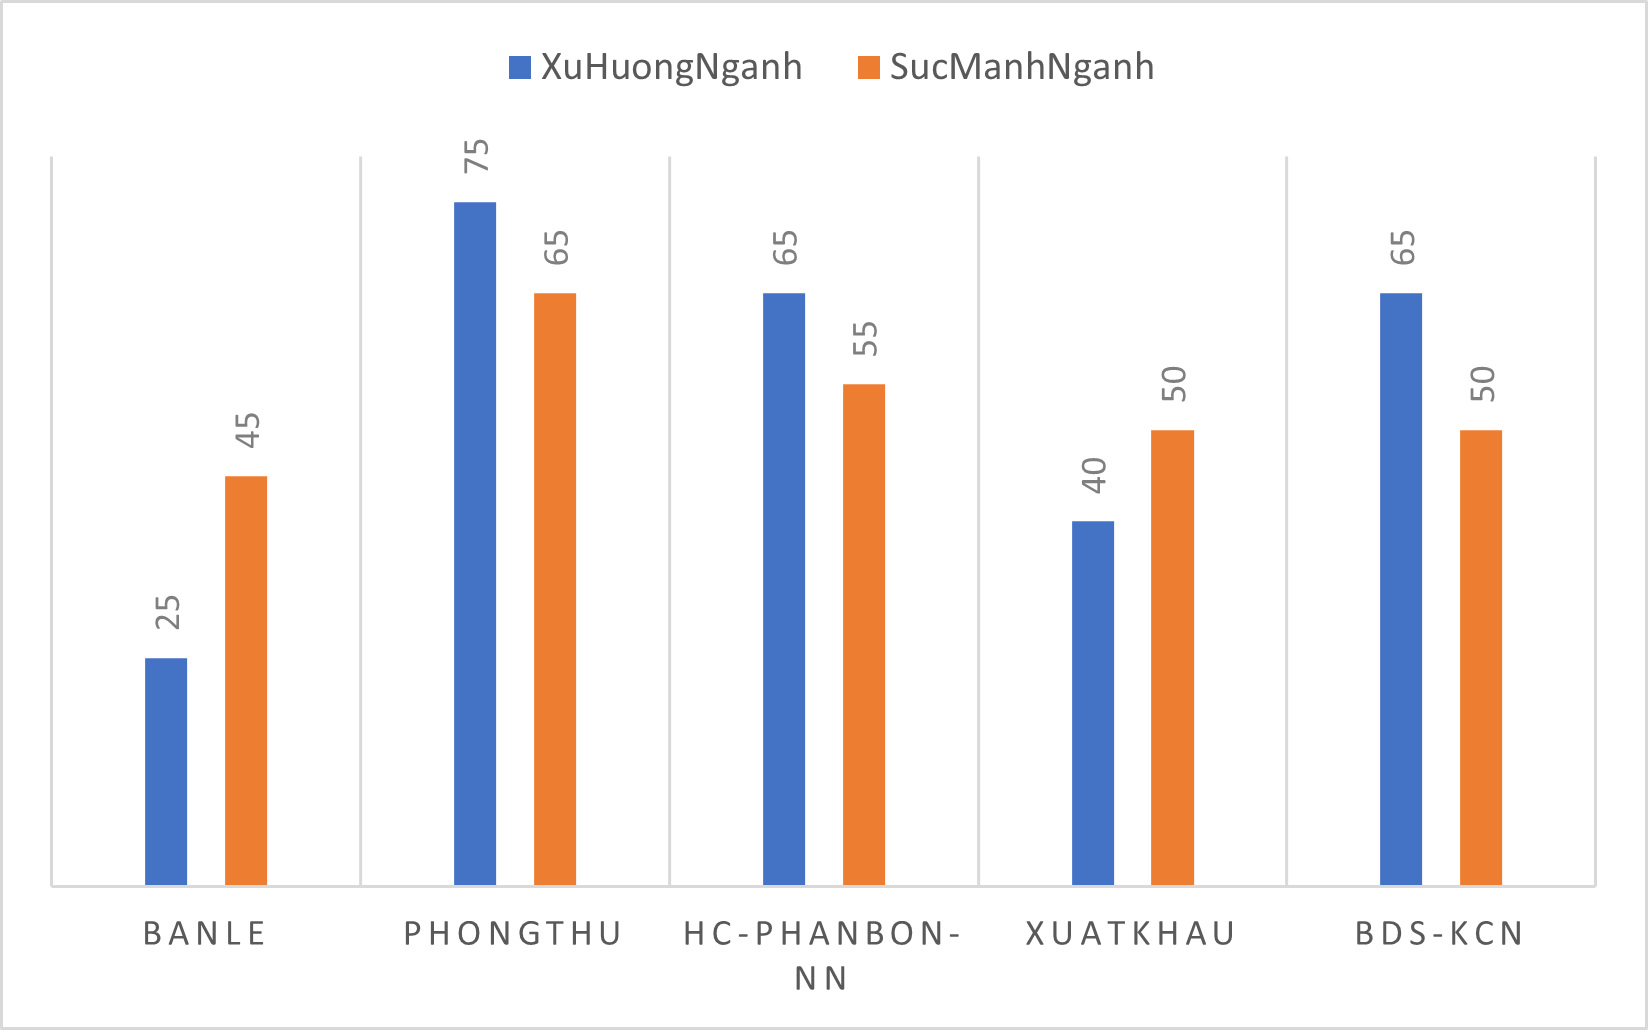 XuHuongNganh SucManhNganh
25 45 75 65 65 55 40 50 65 50
BANLE PHONGTHU HC-PHANBON- XUATKHAU BDS-KCN
NN